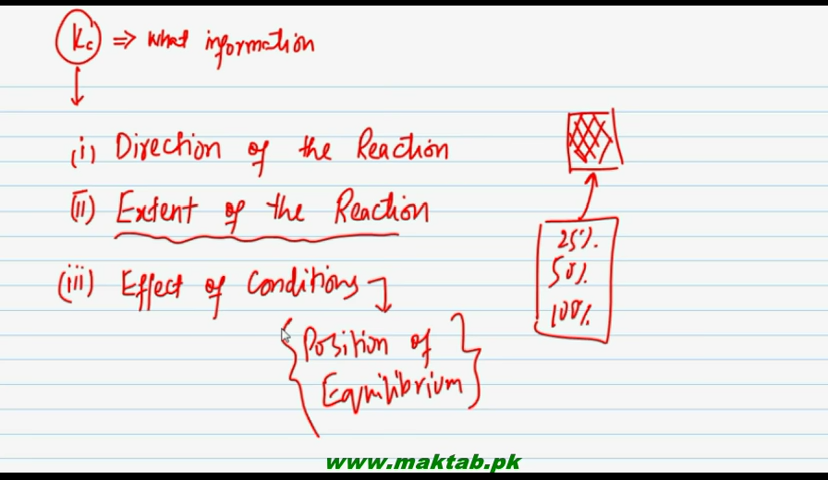 Kc ⇒ What information
(i) Direction of the Reaction
(ii) Extent of the Reaction
(iii) Effect of Conditions
{ Position of
Equilibrium }
25%.
50%.
100%.
www.maktab.pk